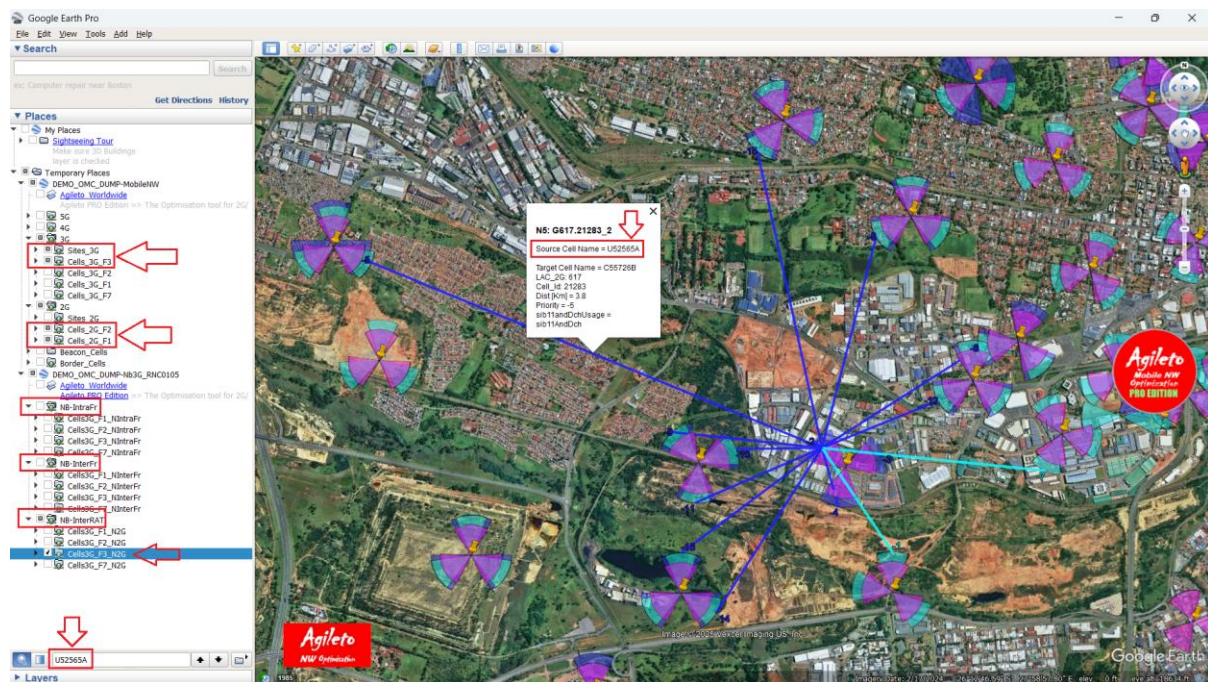 Google Earth Pro
File Edit View Tools Add Help
Search
Search
ex: Computer repair near Boston
Get Directions History
Places
My Places
Sightseeing Tour
Make sure 3D Buildings
layer is checked
Temporary Places
DEMO_OMC_DUMP-MobileNW
Agileto Worldwide
Agileto PRO Edition => The Optimisation tool for 2G/
5G
4G
3G
Sites_3G
Cells_3G_F3
Cells_3G_F2
Cells_3G_F1
Cells_3G_F7
2G
Sites_2G
Cells_2G_F2
Cells_2G_F1
Beacon_Cells
Border_Cells
DEMO_OMC_DUMP-Nb3G_RNC0105
Agileto Worldwide
Agileto PRO Edition => The Optimisation tool for 2G/
NB-IntraFr
Cells3G_F1_NIntraFr
Cells3G_F2_NIntraFr
Cells3G_F3_NIntraFr
Cells3G_F7_NIntraFr
NB-InterFr
Cells3G_F1_NInterFr
Cells3G_F2_NInterFr
Cells3G_F3_NInterFr
Cells3G_F7_NInterFr
NB-InterRAT
Cells3G_F1_N2G
Cells3G_F2_N2G
Cells3G_F3_N2G
Cells3G_F7_N2G
U52565A
Layers
N5: G617.21283_2
Source Cell Name = U52565A
Target Cell Name = C55726B
LAC_2G: 617
Cell_Id: 21283
Dist [Km] = 3.8
Priority = -5
sib11andDchUsage =
sib11AndDch
N
Agileto
Mobile NW
Optimization
PRO EDITION
Agileto
NW Optimization
1985
Google Earth